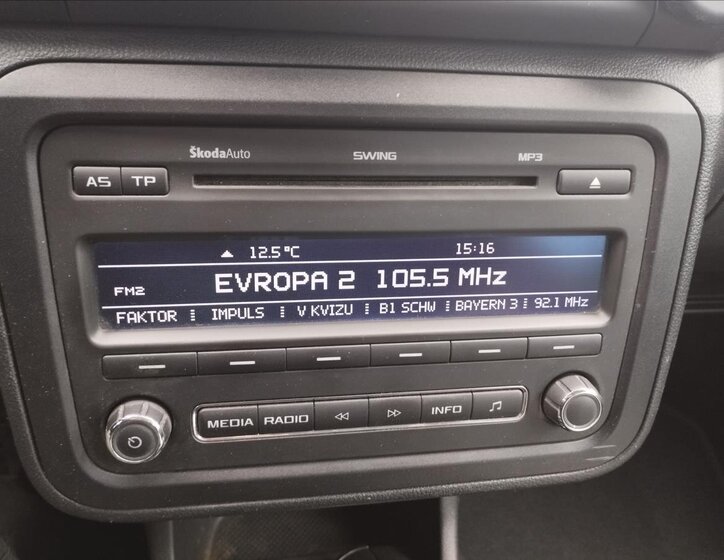 ŠkodaAuto SWING MP3
AS TP
12.5°C 15:16
FM2 EVROPA 2 105.5 MHz
FAKTOR IMPULS V KVIZU B1 SCHW BAYERN 3 92.1 MHz
MEDIA RADIO INFO